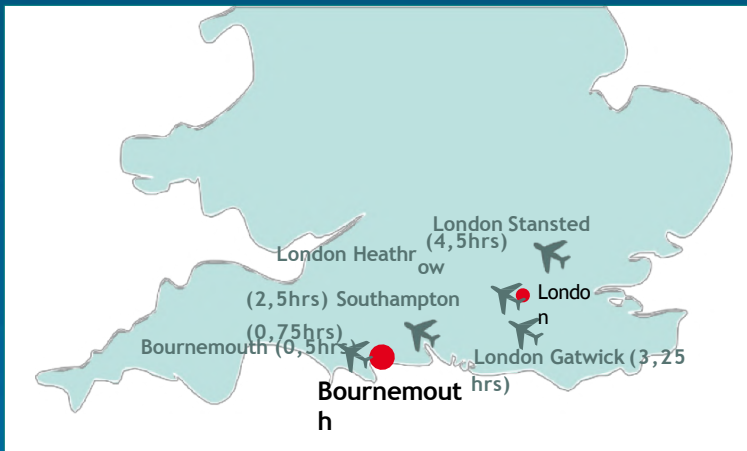 London Stansted
(4,5hrs)
London Heathr
ow
(2,5hrs) Southampton
(0,75hrs)
Londo
n
Bournemouth (0,5hrs)
London Gatwick (3,25
hrs)
Bournemout
h